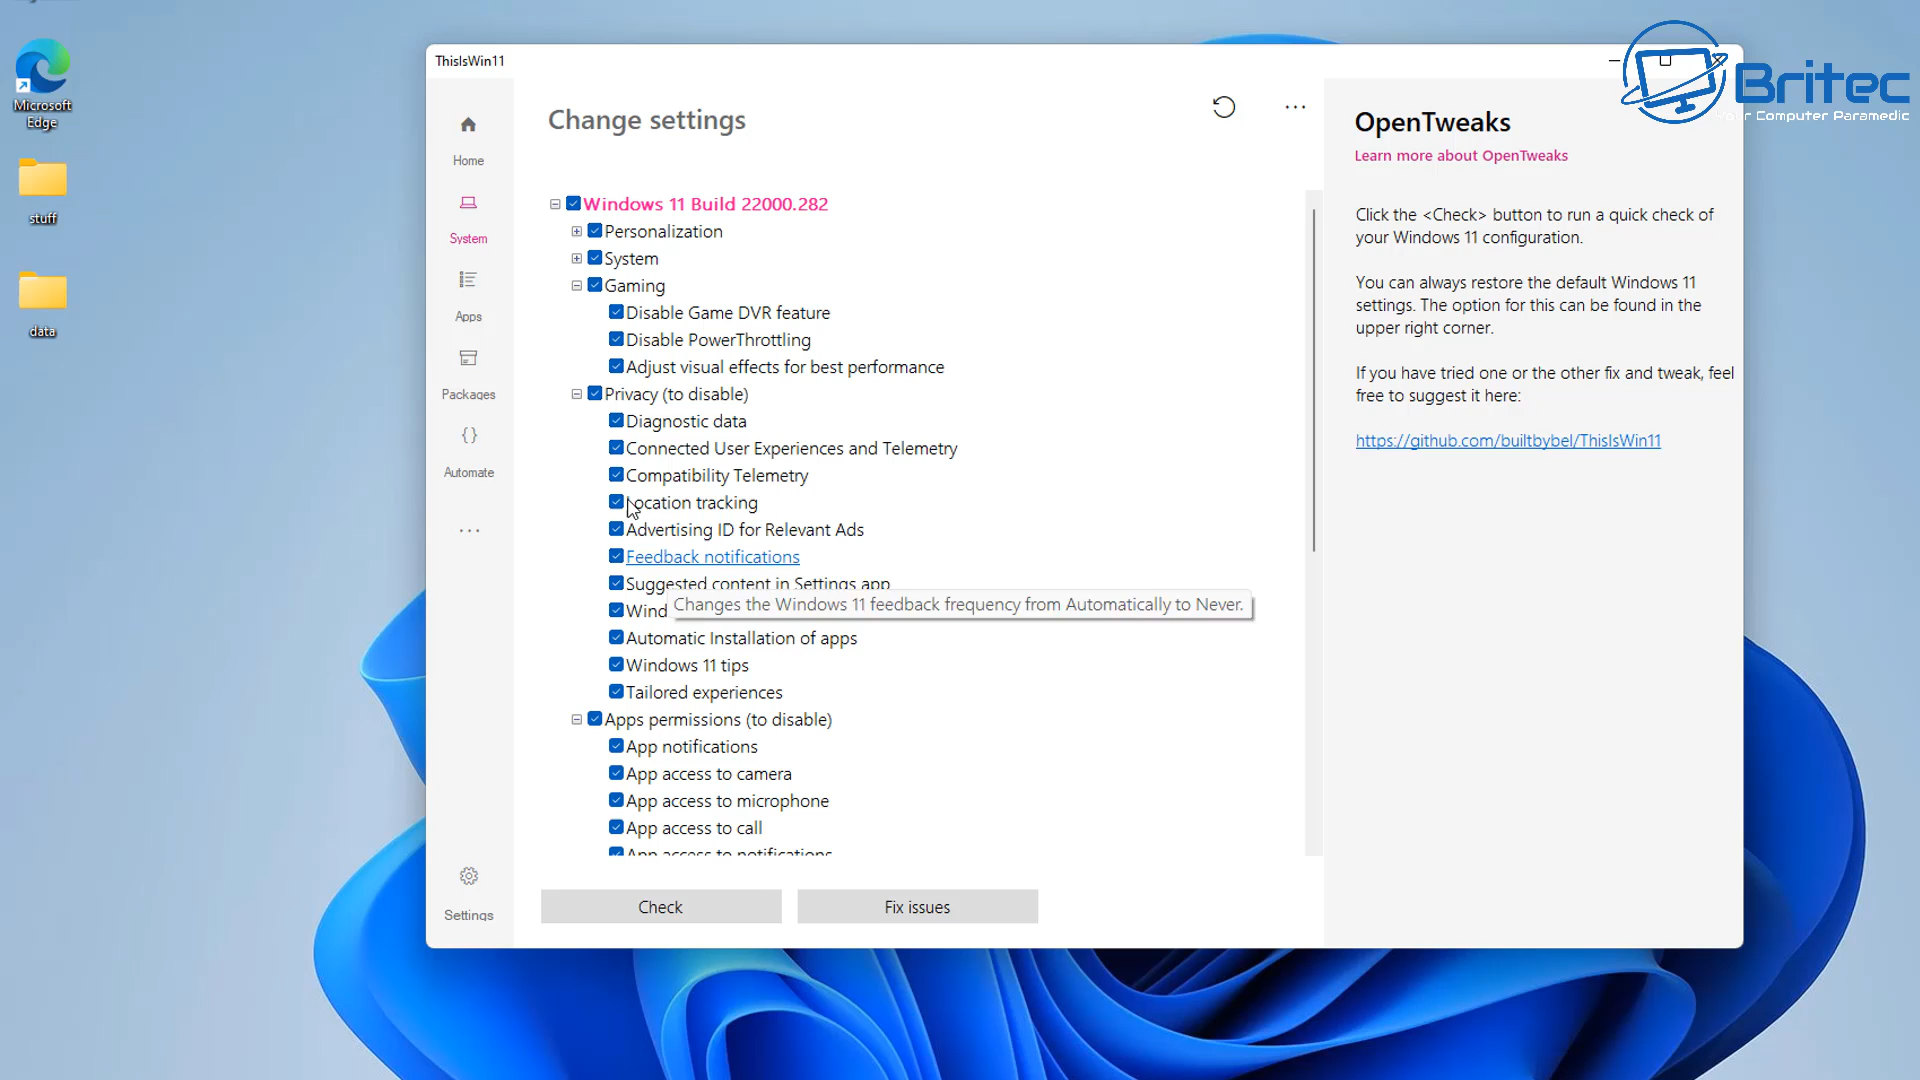 Microsoft
Edge
stuff
data
ThisIsWin11
Home
System
Apps
Packages
Automate
Settings
Change settings
Windows 11 Build 22000.282
Personalization
System
Gaming
Disable Game DVR feature
Disable PowerThrottling
Adjust visual effects for best performance
Privacy (to disable)
Diagnostic data
Connected User Experiences and Telemetry
Compatibility Telemetry
Location tracking
Advertising ID for Relevant Ads
Feedback notifications
Suggested content in Settings app
Changes the Windows 11 feedback frequency from Automatically to Never.
Wind
Automatic Installation of apps
Windows 11 tips
Tailored experiences
Apps permissions (to disable)
App notifications
App access to camera
App access to microphone
App access to call
App access to notifications
Check
Fix issues
OpenTweaks
Learn more about OpenTweaks
Click the <Check> button to run a quick check of
your Windows 11 configuration.
You can always restore the default Windows 11
settings. The option for this can be found in the
upper right corner.
If you have tried one or the other fix and tweak, feel
free to suggest it here:
https://github.com/builtbybel/ThisIsWin11
Britec
Your Computer Paramedic